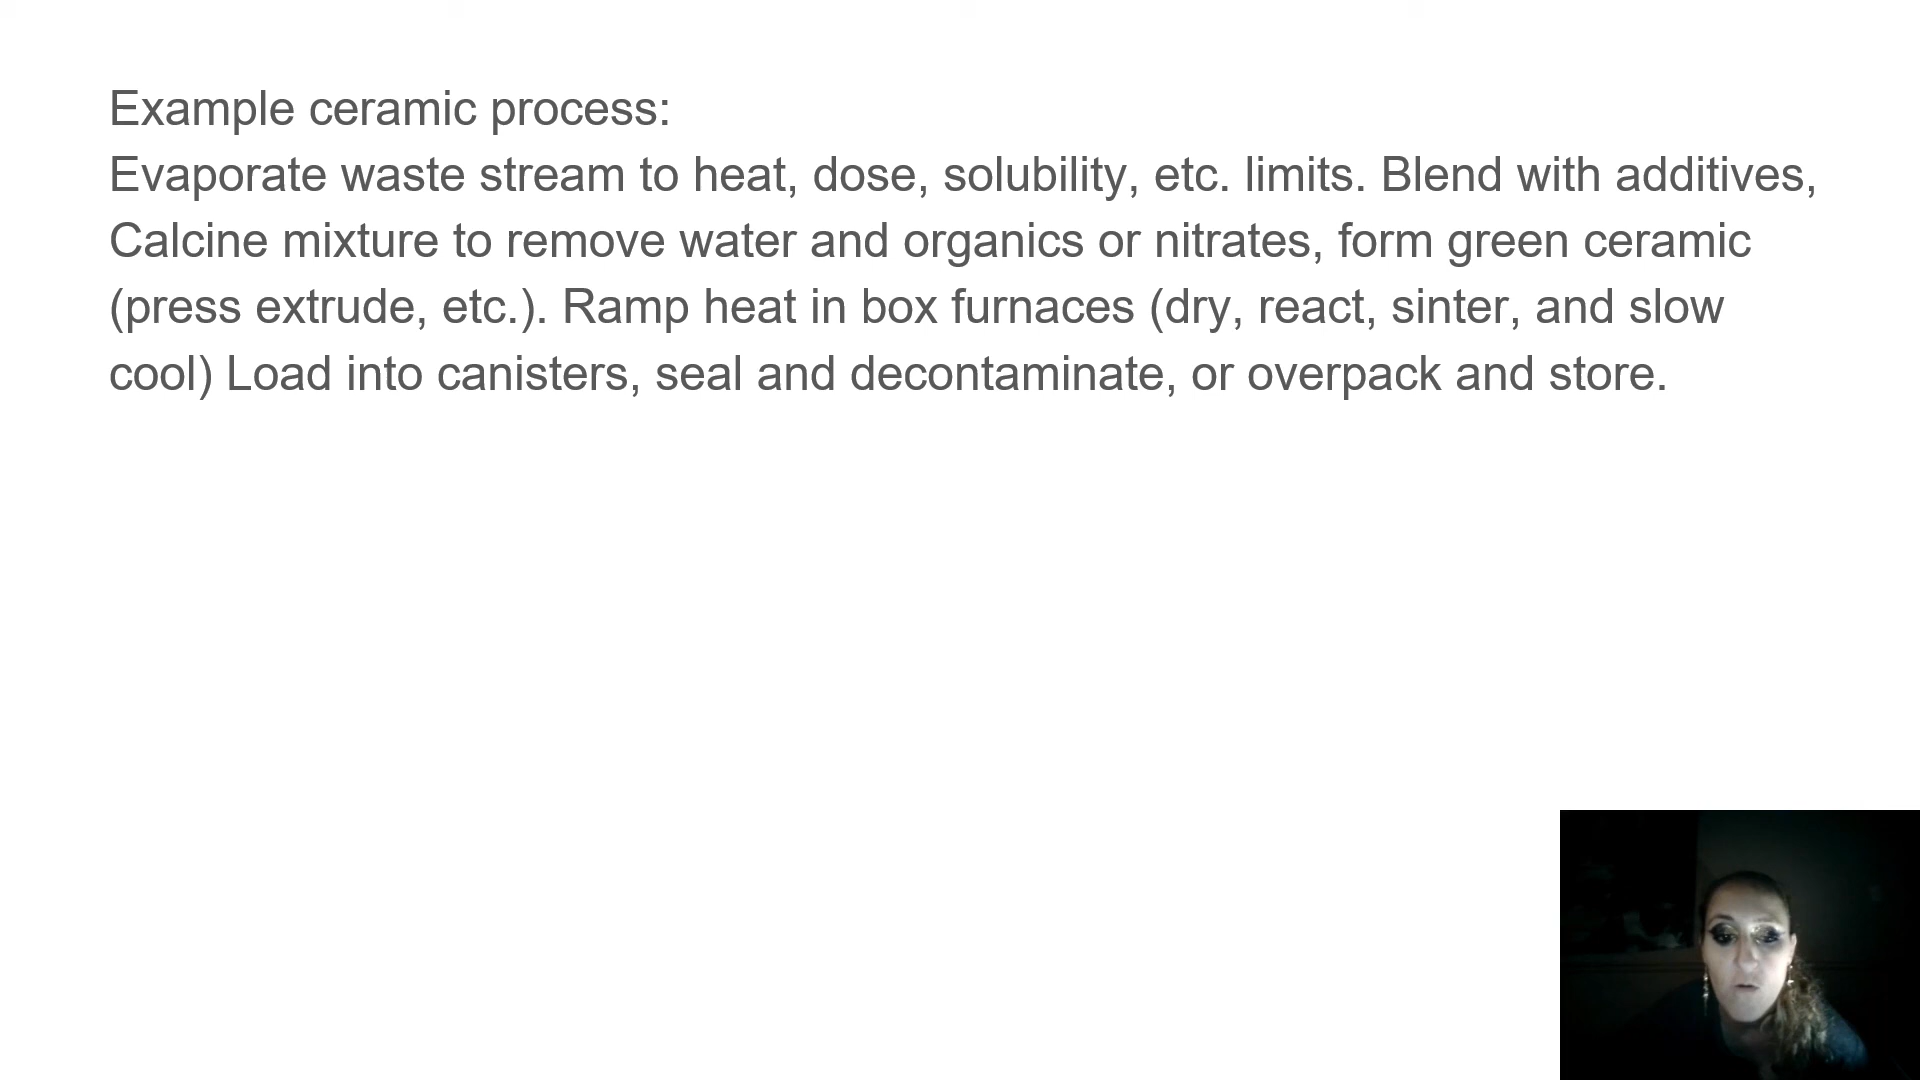 Example ceramic process:
Evaporate waste stream to heat, dose, solubility, etc. limits. Blend with additives,
Calcine mixture to remove water and organics or nitrates, form green ceramic
(press extrude, etc.). Ramp heat in box furnaces (dry, react, sinter, and slow
cool) Load into canisters, seal and decontaminate, or overpack and store.